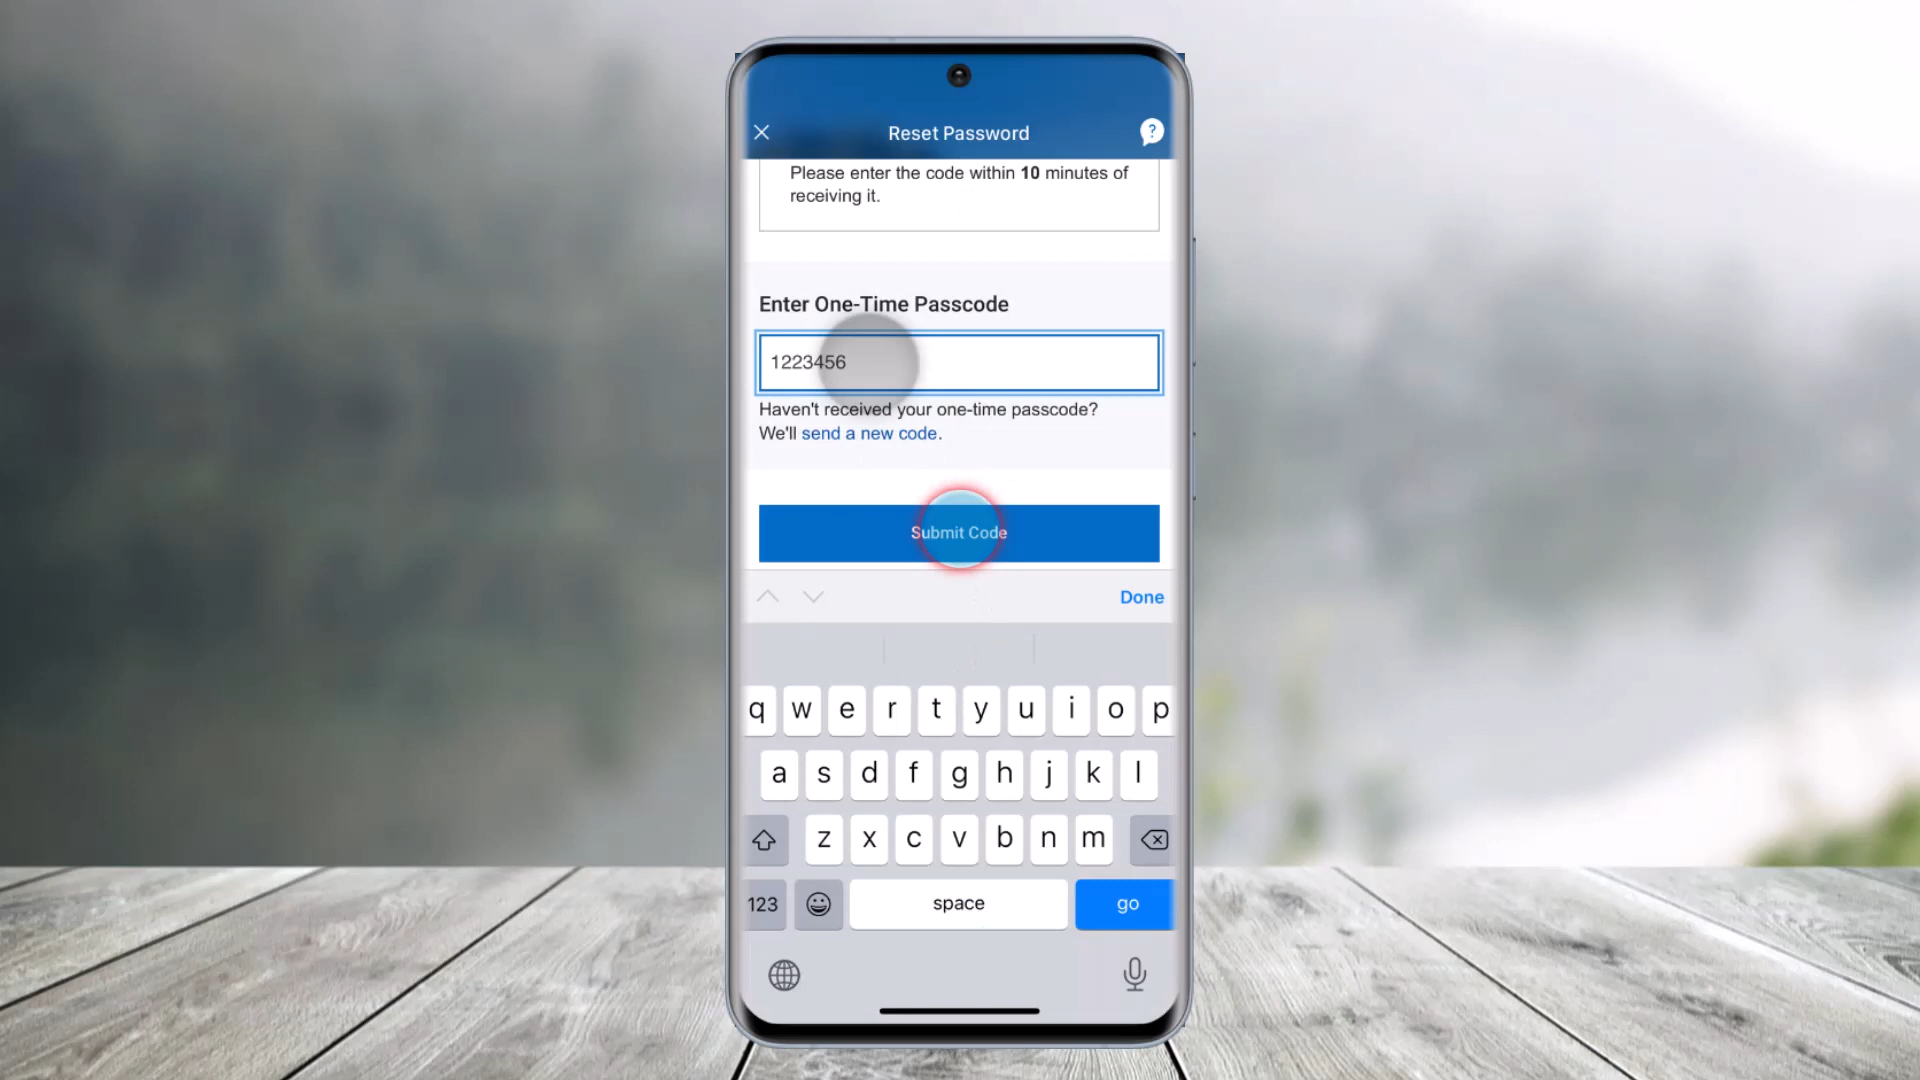 Reset Password
?
Please enter the code within 10 minutes of
receiving it.
Enter One-Time Passcode
1223456
Haven't received your one-time passcode?
We'll send a new code.
Submit Code
Done
q w e r t y u i o p
a s d f g h j k l
z x c v b n m
123 space go